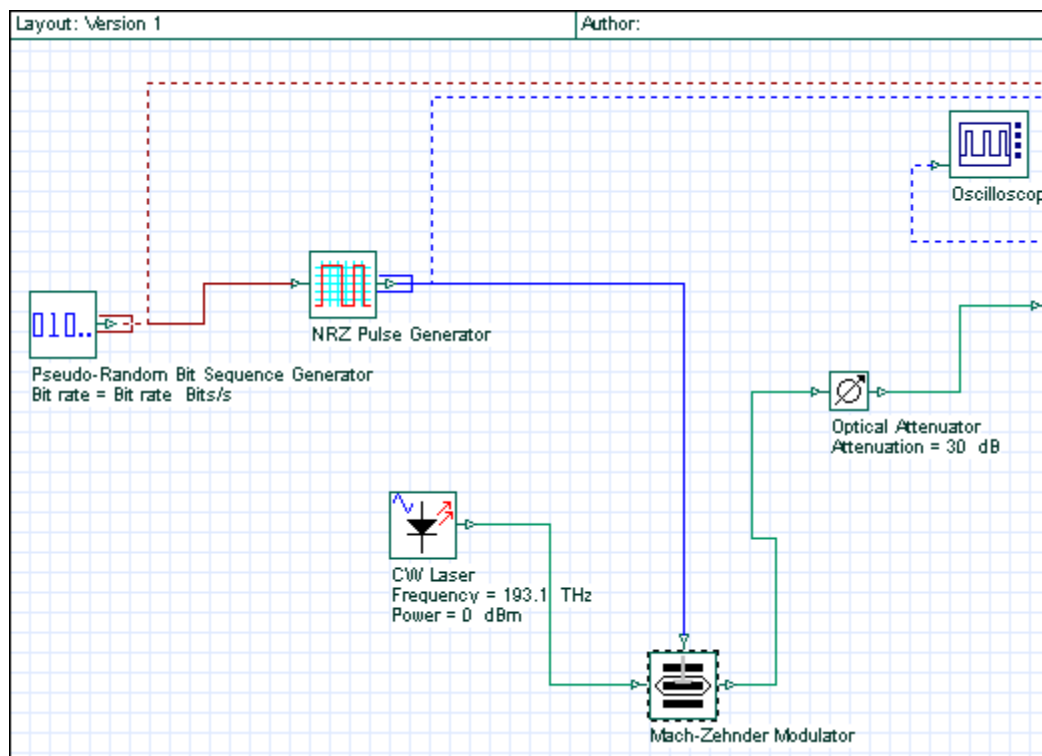 Layout: Version 1
Author:
Oscilloscop
NRZ Pulse Generator
010..
Pseudo-Random Bit Sequence Generator
Bit rate = Bit rate Bits/s
Optical Attenuator
Attenuation = 30 dB
CW Laser
Frequency = 193.1 THz
Power = 0 dBm
Mach-Zehnder Modulator